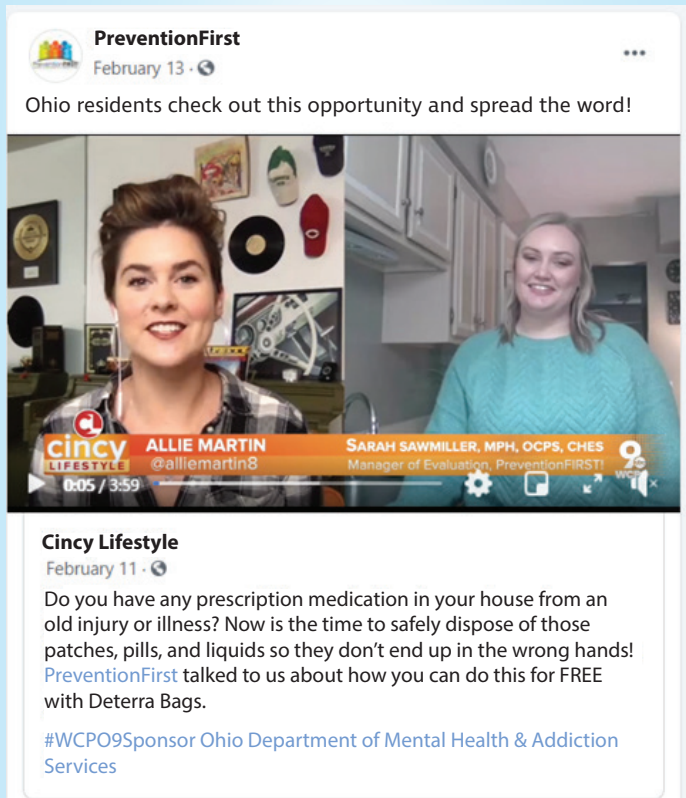 PreventionFirst
February 13 ·
Ohio residents check out this opportunity and spread the word!
cincy
LIFESTYLE
ALLIE MARTIN
@alliemartin8
SARAH SAWMILLER, MPH, OCPS, CHES
Manager of Evaluation, PreventionFIRST!
9
WCPO
0:05 / 3:59
Cincy Lifestyle
February 11 ·
Do you have any prescription medication in your house from an
old injury or illness? Now is the time to safely dispose of those
patches, pills, and liquids so they don’t end up in the wrong hands!
PreventionFirst talked to us about how you can do this for FREE
with Deterra Bags.
#WCPO9Sponsor Ohio Department of Mental Health & Addiction
Services